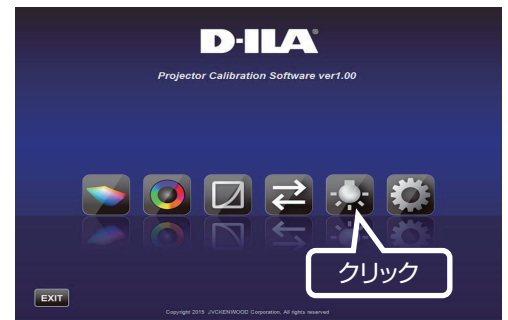 D-ILA®
Projector Calibration Software ver1.00
クリック
EXIT
Copyright 2015 JVCKENWOOD Corporation, All rights reserved